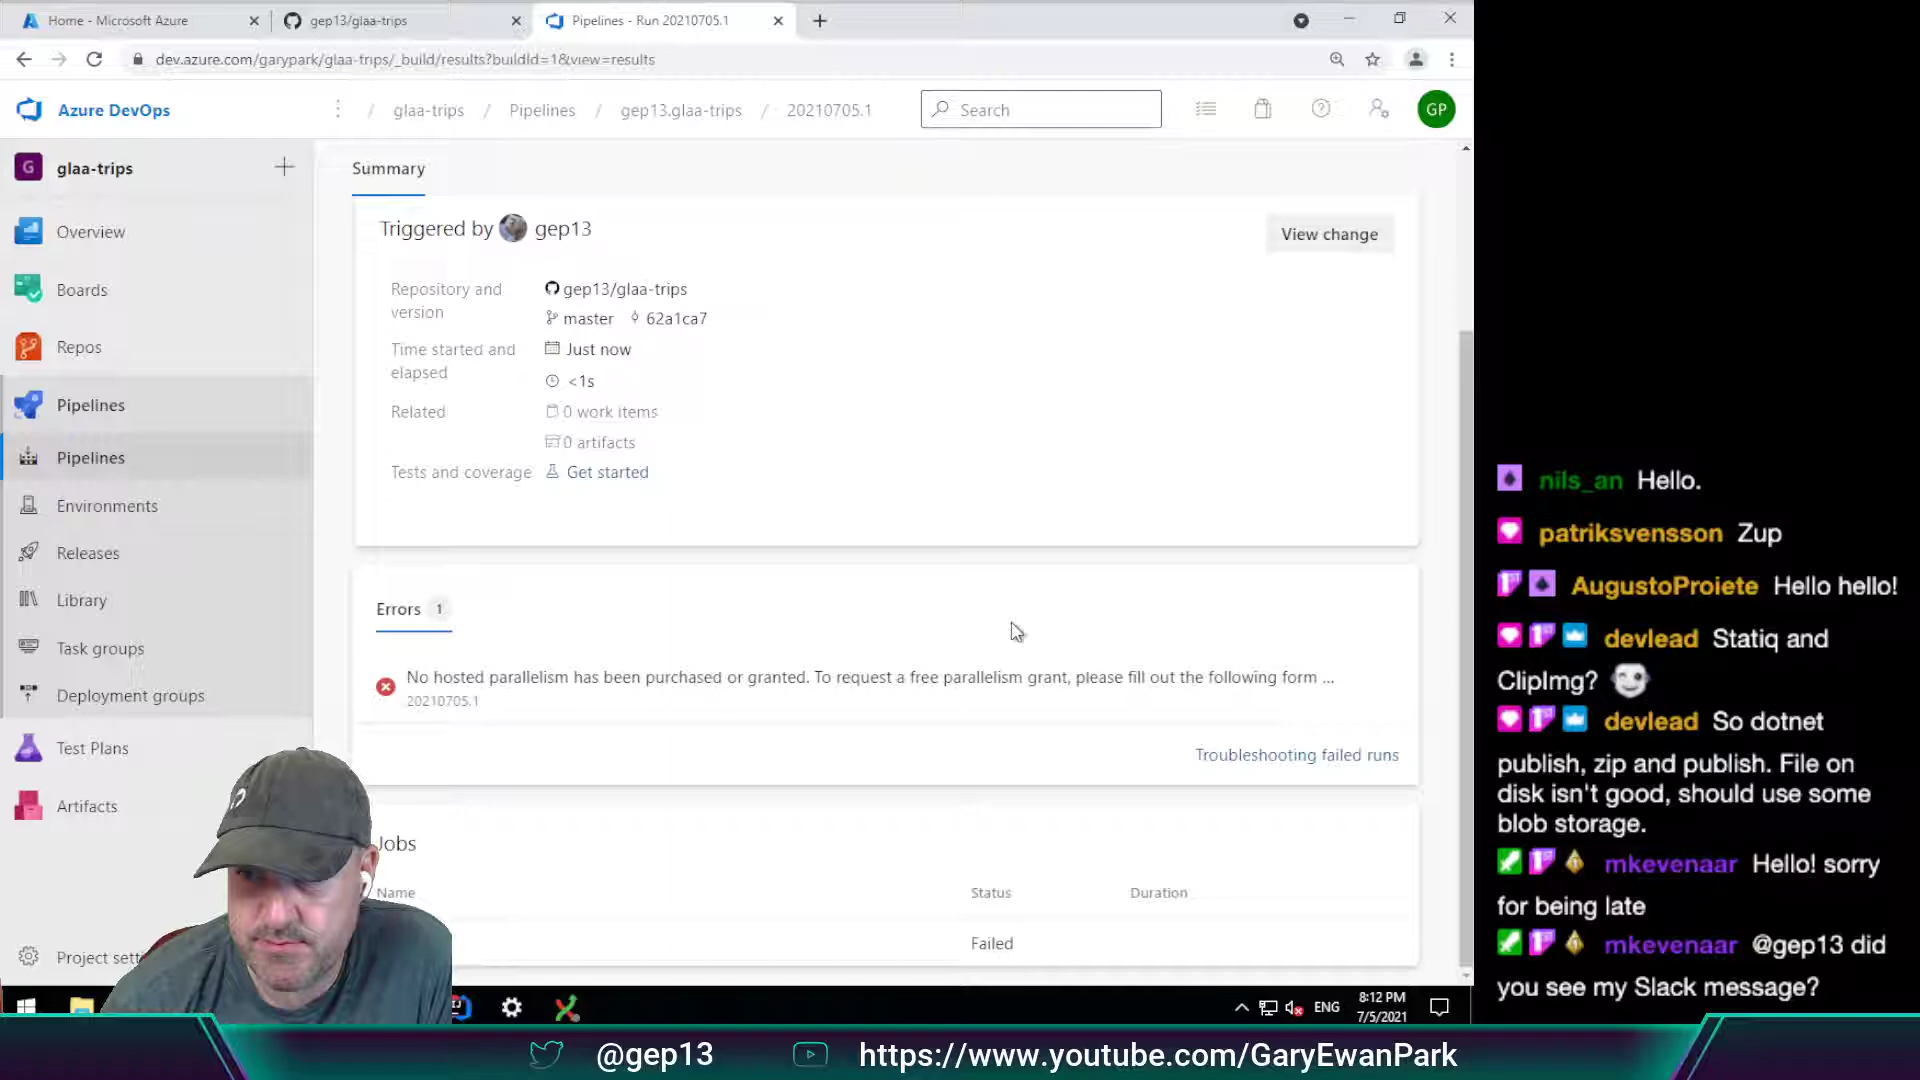 Home - Microsoft Azure
gep13/glaa-trips
Pipelines - Run 20210705.1
dev.azure.com/garypark/glaa-trips/_build/results?buildId=1&view=results
Azure DevOps
/ glaa-trips / Pipelines / gep13.glaa-trips / 20210705.1
Search
GP
G glaa-trips
Overview
Boards
Repos
Pipelines
Pipelines
Environments
Releases
Library
Task groups
Deployment groups
Test Plans
Artifacts
Project sett
Summary
Triggered by gep13
View change
Repository and version
gep13/glaa-trips
master 62a1ca7
Time started and elapsed
Just now
<1s
Related
0 work items
0 artifacts
Tests and coverage
Get started
Errors 1
No hosted parallelism has been purchased or granted. To request a free parallelism grant, please fill out the following form ...
20210705.1
Troubleshooting failed runs
Jobs
Name Status Duration
Failed
ENG
8:12 PM
7/5/2021
nils_an Hello.
patriksvensson Zup
AugustoProiete Hello hello!
devlead Statiq and
ClipImg?
devlead So dotnet
publish, zip and publish. File on
disk isn't good, should use some
blob storage.
mkevenaar Hello! sorry
for being late
mkevenaar @gep13 did
you see my Slack message?
@gep13
https://www.youtube.com/GaryEwanPark